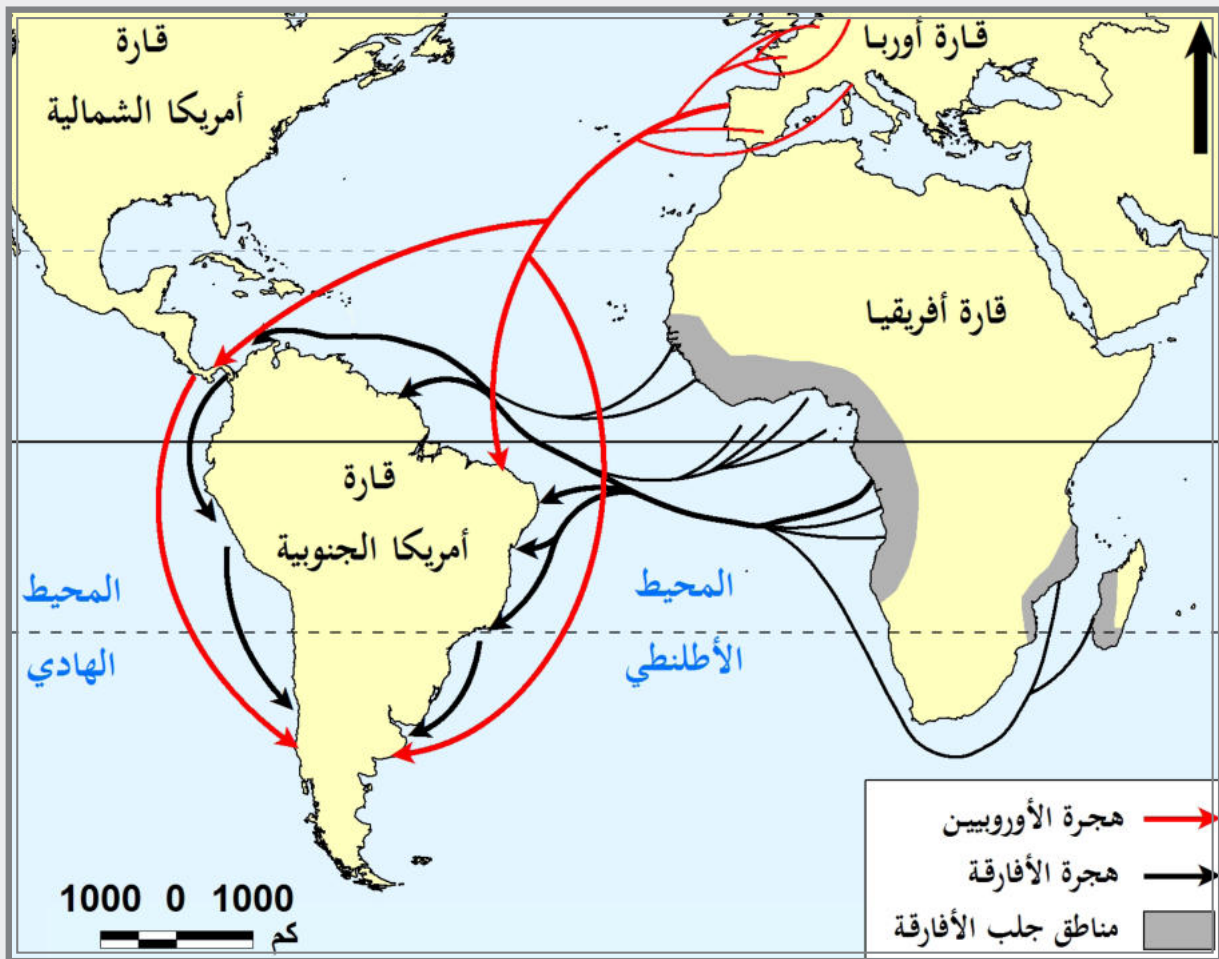 قارة
أمريكا الشمالية
قارة أوربا
قارة أفريقيا
قارة
أمريكا الجنوبية
المحيط
الهادي
المحيط
الأطلنطي
هجرة الأوروبيين
هجرة الأفارقة
مناطق جلب الأفارقة
1000 0 1000
كم